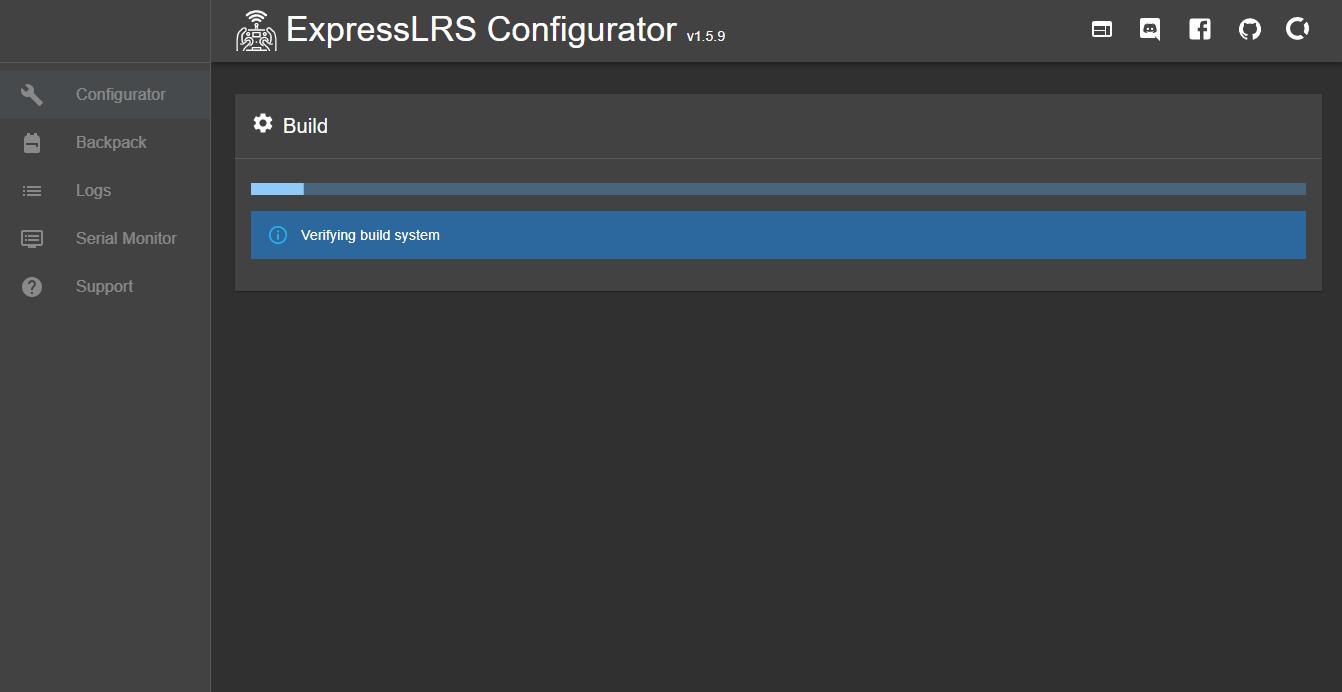 ExpressLRS Configurator v1.5.9
Configurator
Backpack
Logs
Serial Monitor
Support
Build
Verifying build system